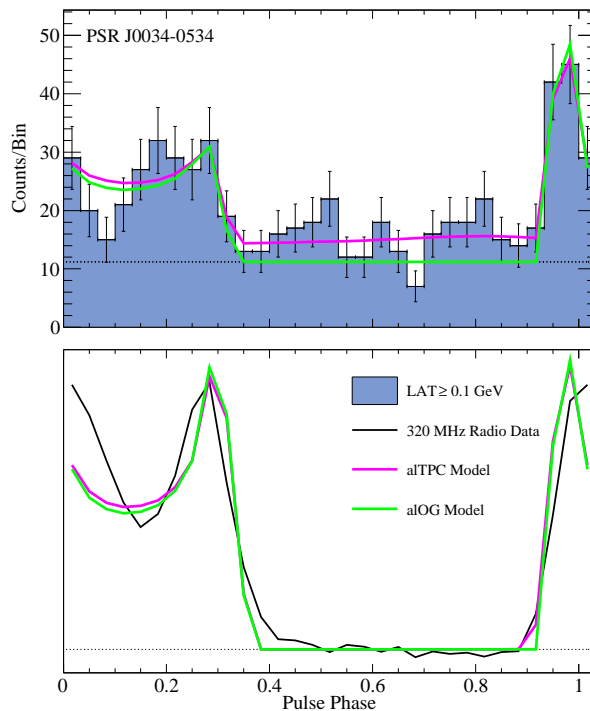 PSR J0034-0534
Counts/Bin
50
40
30
20
10
0
LAT ≥ 0.1 GeV
320 MHz Radio Data
alTPC Model
alOG Model
0
0.2
0.4
0.6
0.8
1
Pulse Phase